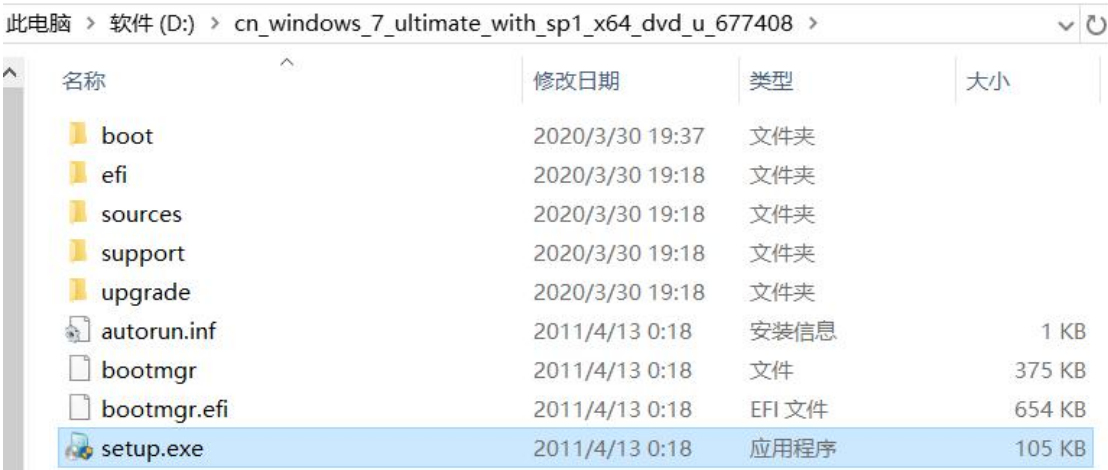 此电脑 > 软件 (D:) > cn_windows_7_ultimate_with_sp1_x64_dvd_u_677408 >
名称 修改日期 类型 大小
boot 2020/3/30 19:37 文件夹
efi 2020/3/30 19:18 文件夹
sources 2020/3/30 19:18 文件夹
support 2020/3/30 19:18 文件夹
upgrade 2020/3/30 19:18 文件夹
autorun.inf 2011/4/13 0:18 安装信息 1 KB
bootmgr 2011/4/13 0:18 文件 375 KB
bootmgr.efi 2011/4/13 0:18 EFI 文件 654 KB
setup.exe 2011/4/13 0:18 应用程序 105 KB